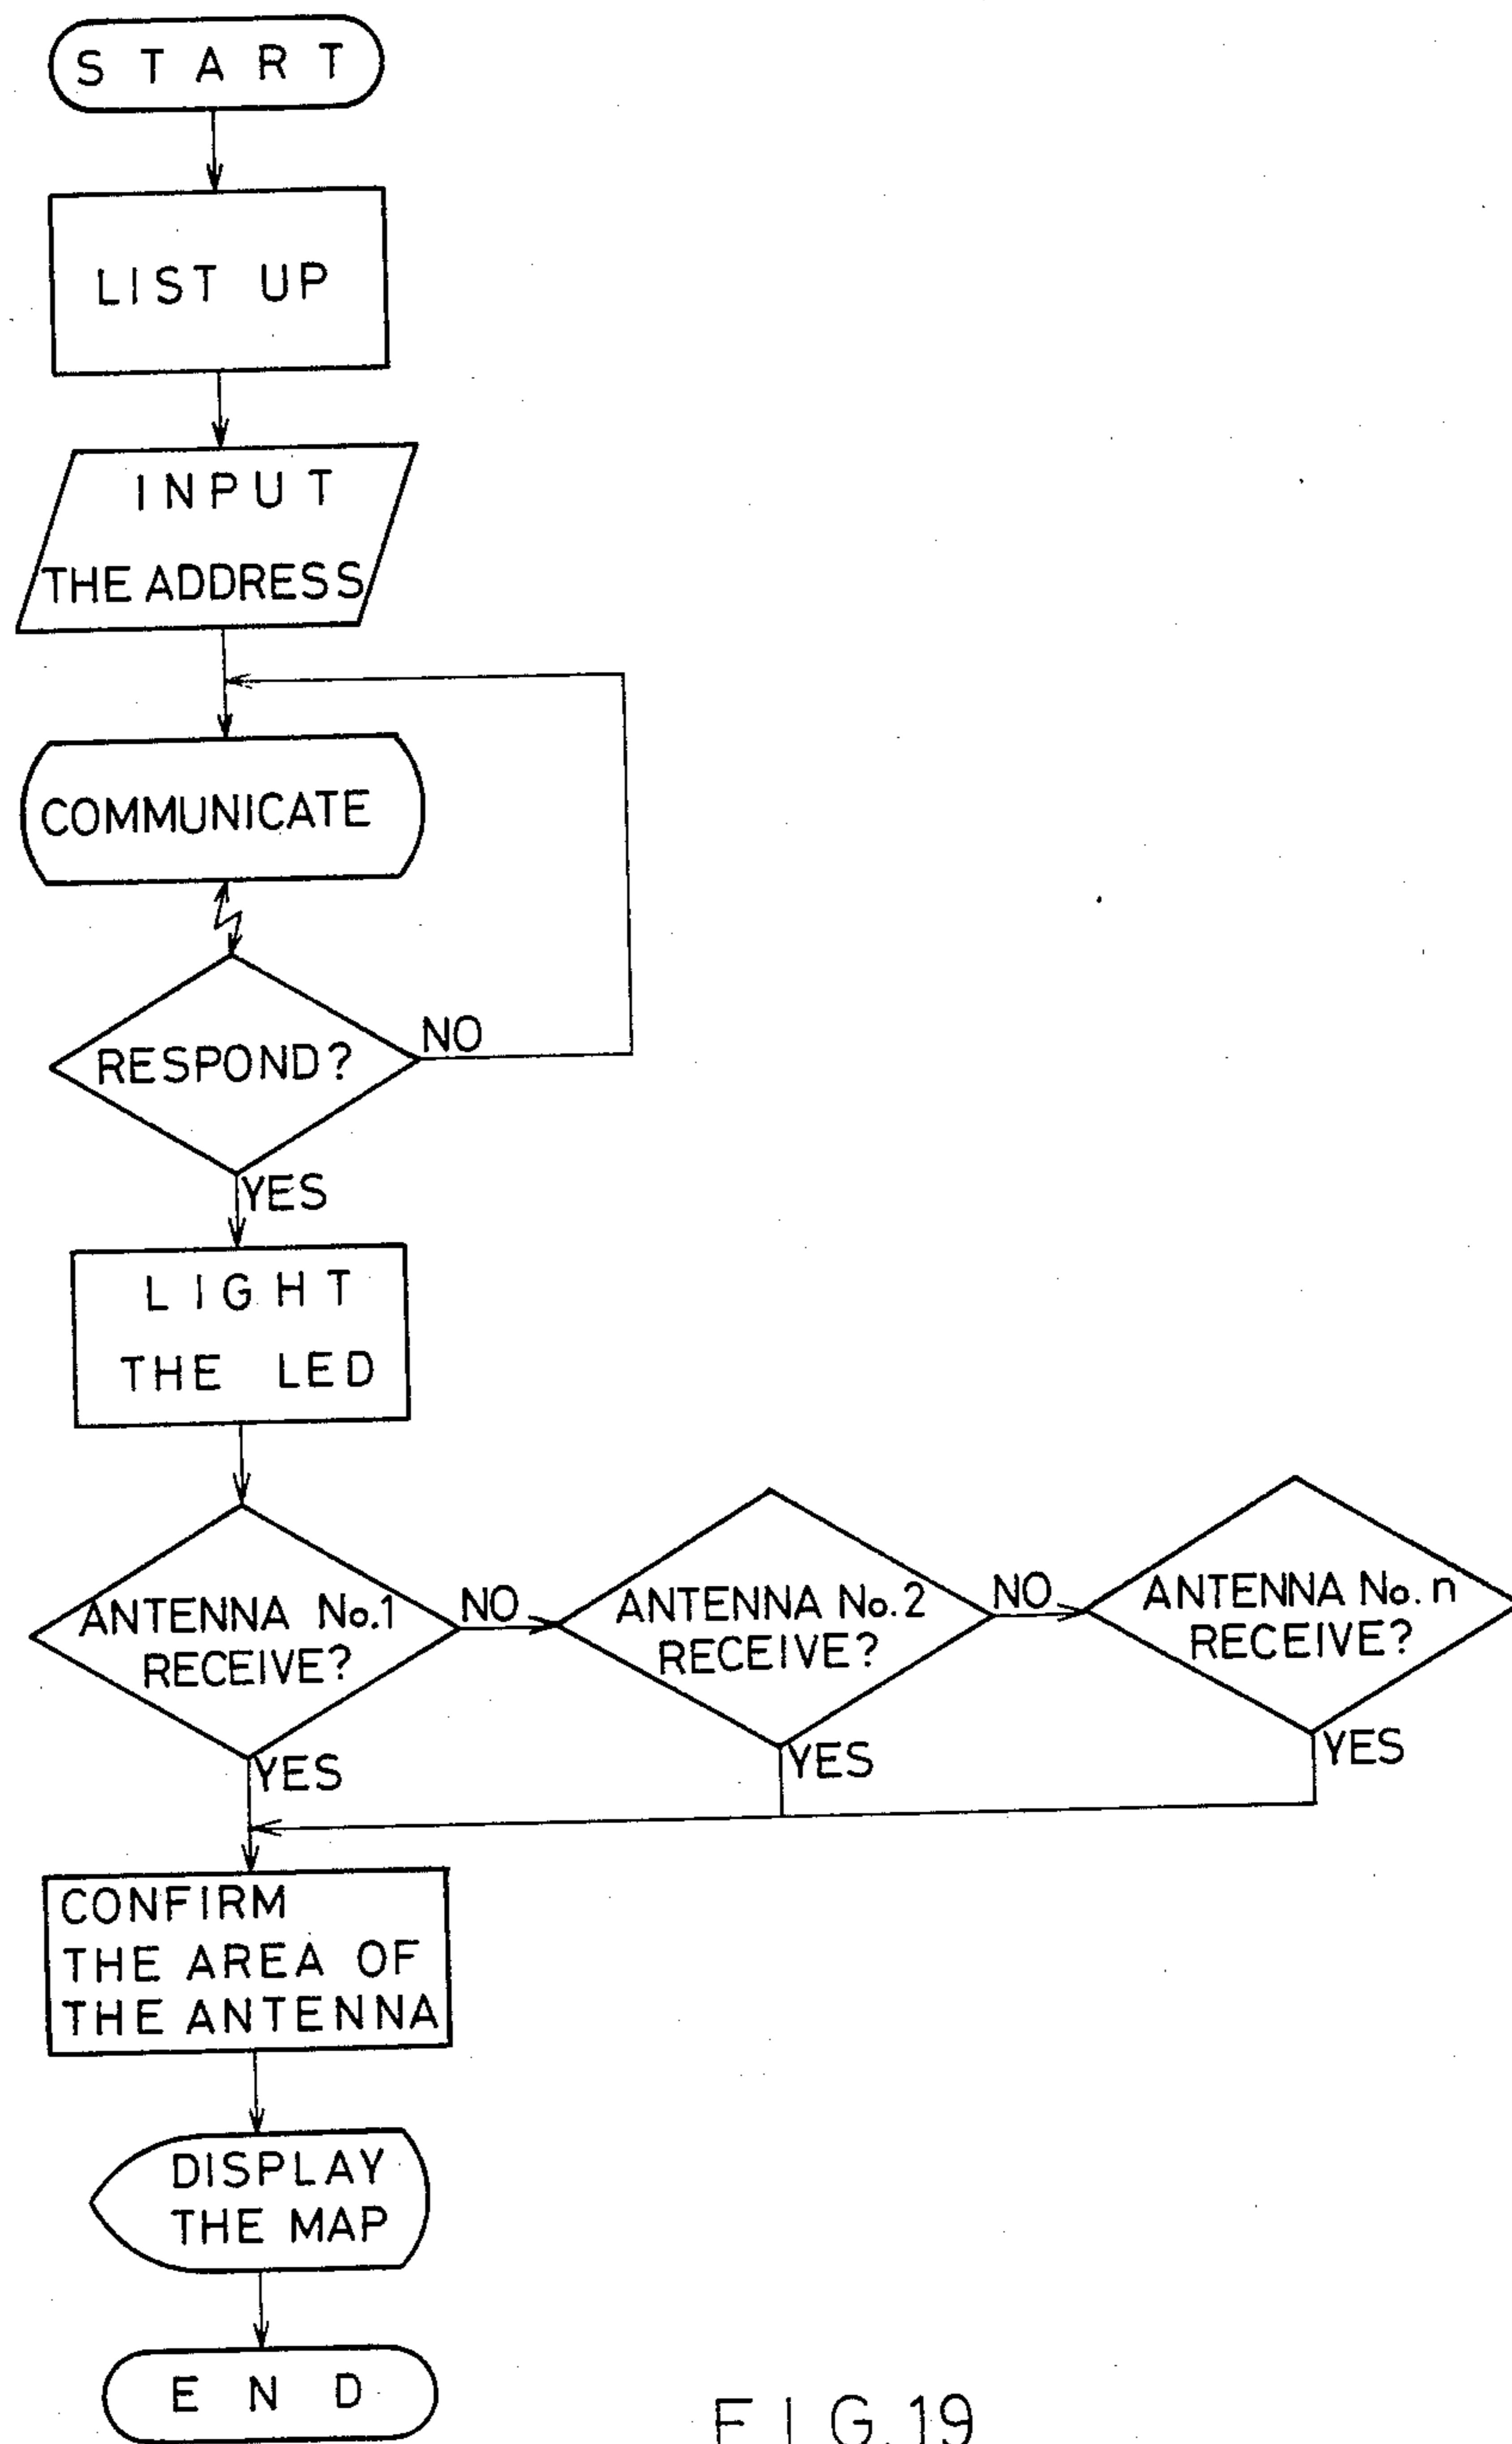 START
LIST UP
INPUT
THE ADDRESS
COMMUNICATE
RESPOND?
NO
YES
LIGHT
THE LED
ANTENNA No.1
RECEIVE?
NO
ANTENNA No.2
RECEIVE?
NO
ANTENNA No.n
RECEIVE?
YES
YES
YES
CONFIRM
THE AREA OF
THE ANTENNA
DISPLAY
THE MAP
END
FIG.19